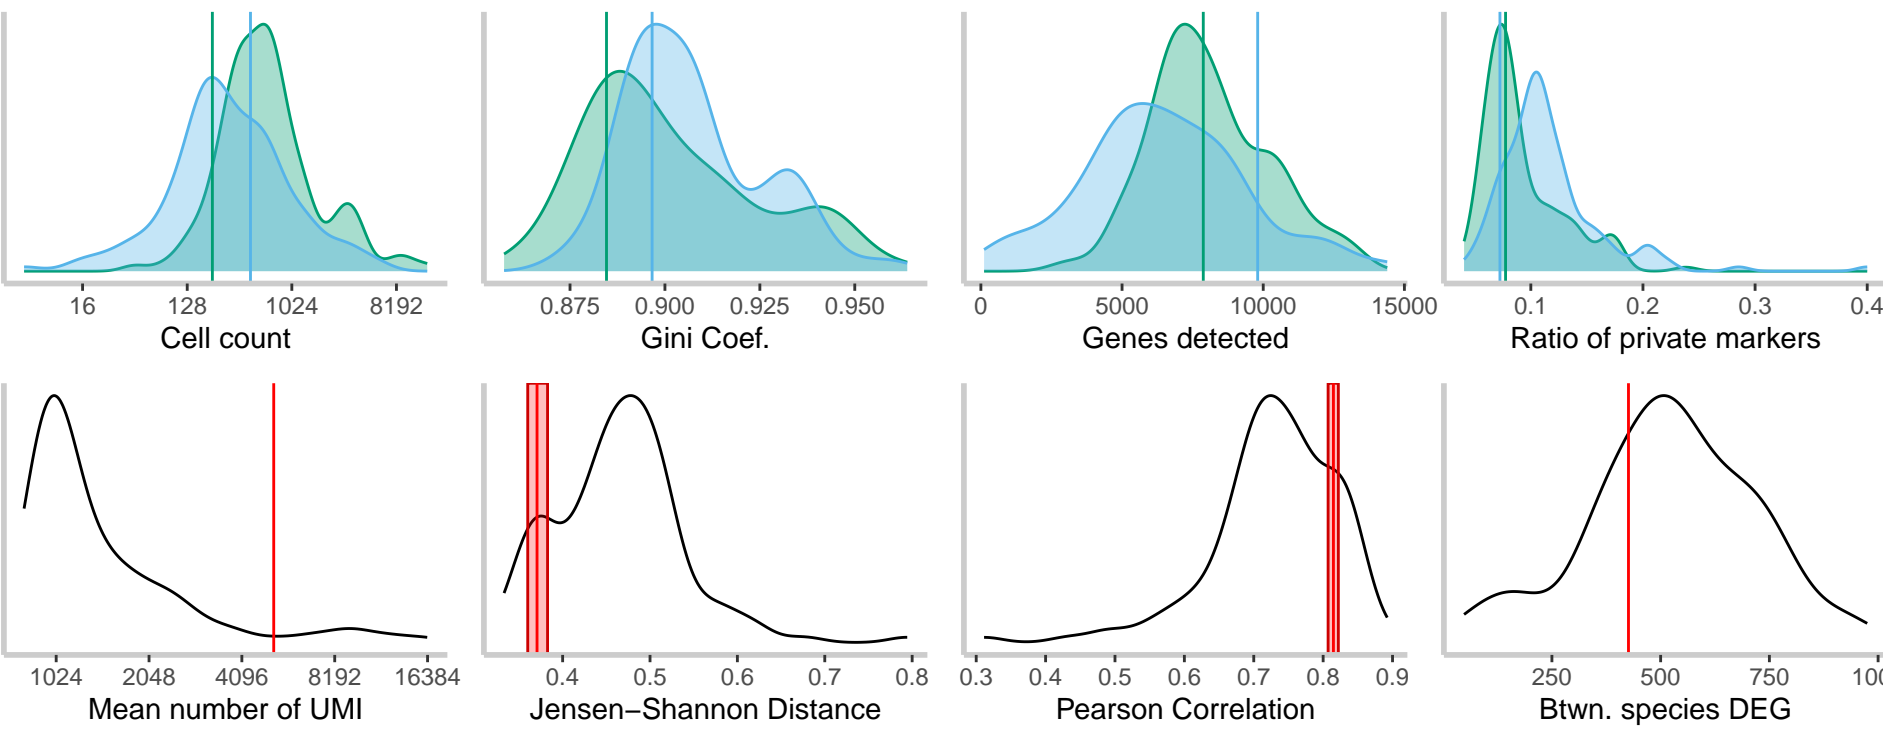 16 128 1024 8192
Cell count
0.875 0.900 0.925 0.950
Gini Coef.
0 5000 10000 15000
Genes detected
0.1 0.2 0.3 0.4
Ratio of private markers
1024 2048 4096 8192 16384
Mean number of UMI
0.4 0.5 0.6 0.7 0.8
Jensen−Shannon Distance
0.3 0.4 0.5 0.6 0.7 0.8 0.9
Pearson Correlation
250 500 750
Btwn. species DEG